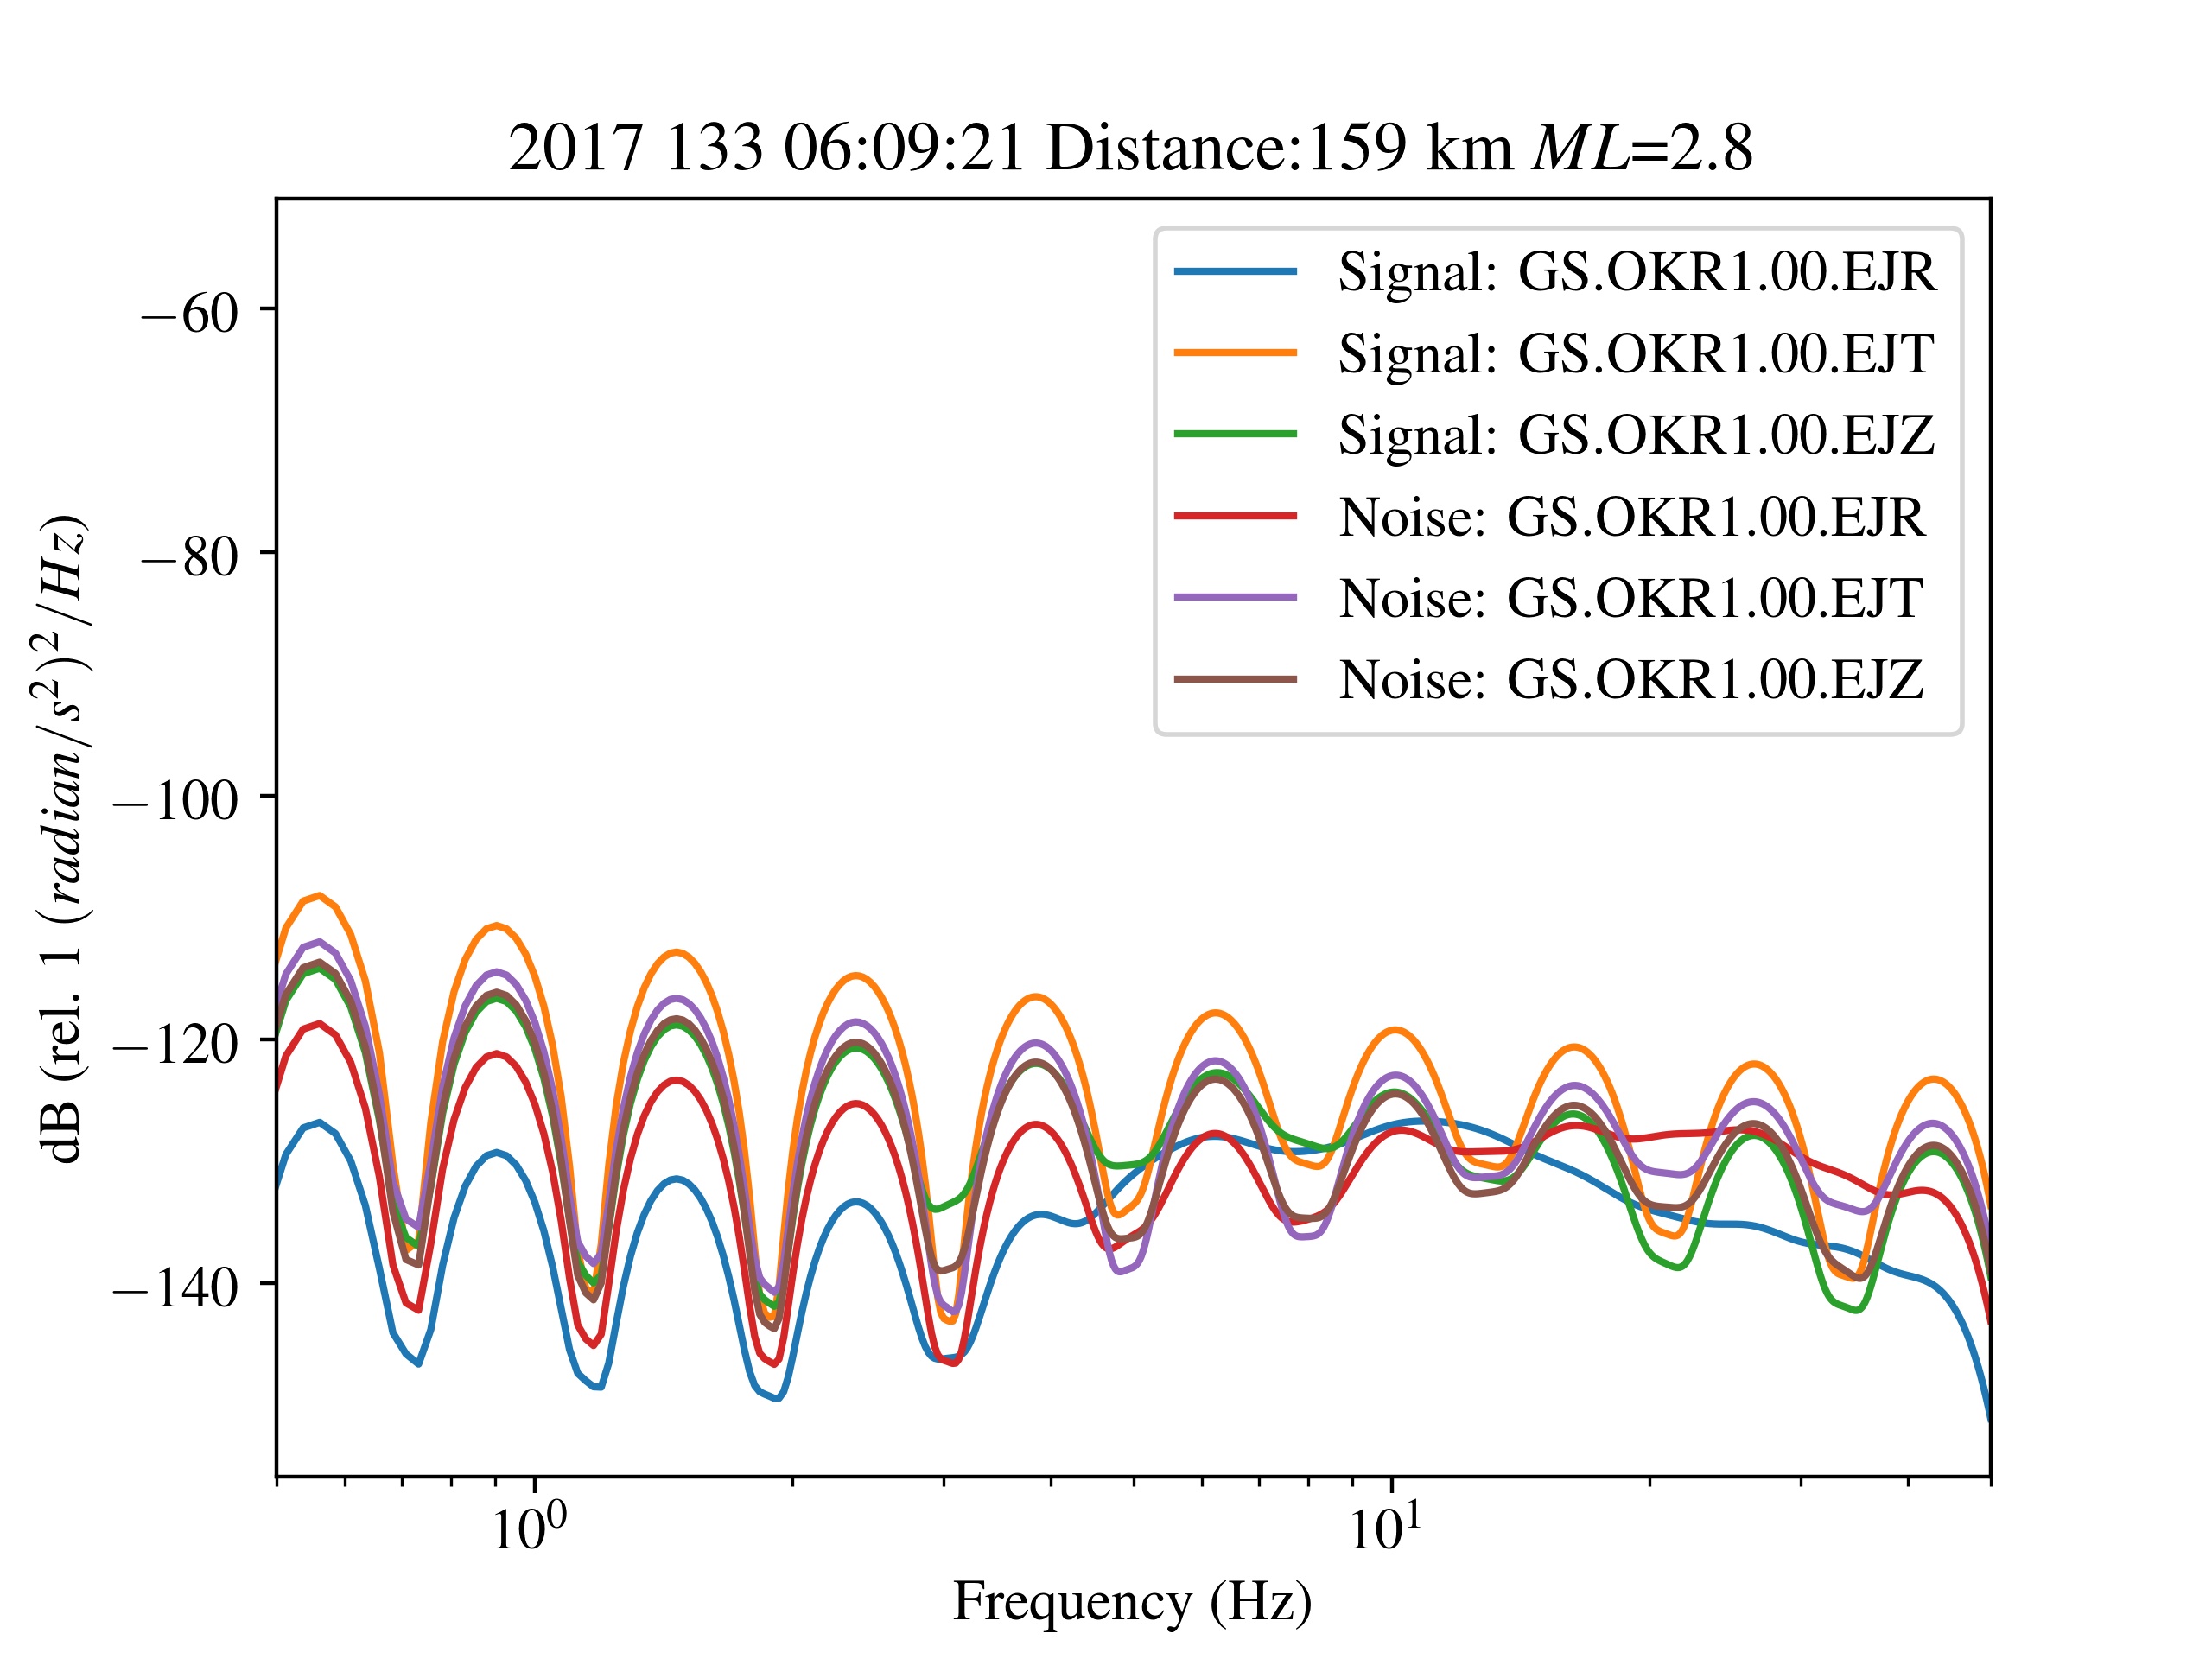 2017 133 06:09:21 Distance:159 km ML=2.8
Signal: GS.OKR1.00.EJR
Signal: GS.OKR1.00.EJT
Signal: GS.OKR1.00.EJZ
Noise: GS.OKR1.00.EJR
Noise: GS.OKR1.00.EJT
Noise: GS.OKR1.00.EJZ
−60
−80
−100
−120
−140
dB (rel. 1 (radian/s²)²/Hz)
10⁰
10¹
Frequency (Hz)